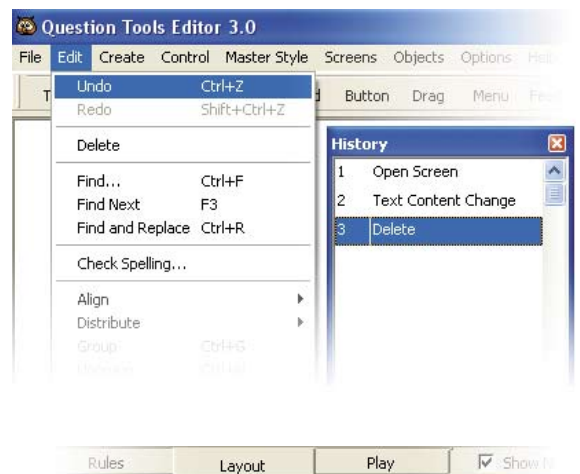 Question Tools Editor 3.0
File Edit Create Control Master Style Screens Objects Options Help
T Button Drag Menu
Undo Ctrl+Z
Redo Shift+Ctrl+Z
Delete
Find... Ctrl+F
Find Next F3
Find and Replace Ctrl+R
Check Spelling...
Align
Distribute
Group Ctrl+G
History
1 Open Screen
2 Text Content Change
3 Delete
Rules Layout Play Show